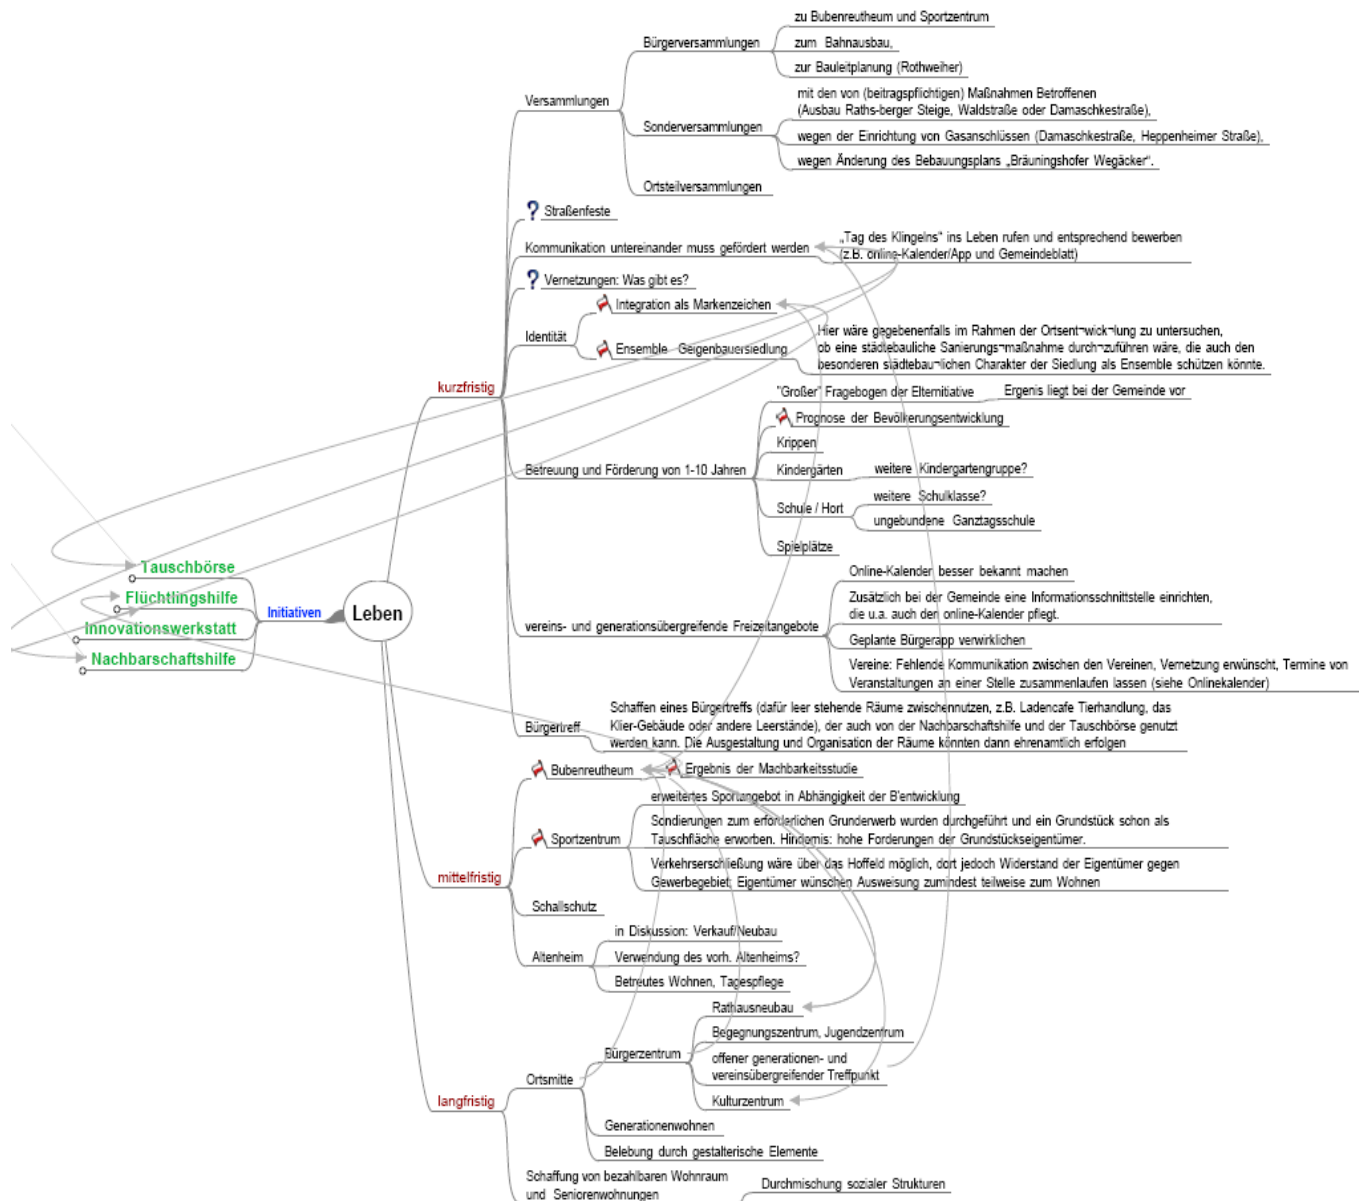 zu Bubenreutheum und Sportzentrum
Bürgerversammlungen
zum Bahnausbau,
zur Bauleitplanung (Rothweiher)
Versammlungen
mit den von (beitragspflichtigen) Maßnahmen Betroffenen
(Ausbau Raths-berger Steige, Waldstraße oder Damaschkestraße),
Sonderversammlungen
wegen der Einrichtung von Gasanschlüssen (Damaschkestraße, Heppenheimer Straße),
wegen Änderung des Bebauungsplans „Bräuningshofer Wegäcker“.
Ortsteilversammlungen
? Straßenfeste
Kommunikation untereinander muss gefördert werden
„Tag des Klingelns“ ins Leben rufen und entsprechend bewerben
(z.B. online-Kalender/App und Gemeindeblatt)
? Vernetzungen: Was gibt es?
Integration als Markenzeichen
Identität
Ensemble Geigenbauersiedlung
Hier wäre gegebenenfalls im Rahmen der Ortsent¬wick¬lung zu untersuchen,
ob eine städtebauliche Sanierungs¬maßnahme durch¬zuführen wäre, die auch den
besonderen städtebau¬lichen Charakter der Siedlung als Ensemble schützen könnte.
kurzfristig
"Großer" Fragebogen der Elternitiative
Ergenis liegt bei der Gemeinde vor
Prognose der Bevölkerungsentwicklung
Krippen
Betreuung und Förderung von 1-10 Jahren
Kindergärten
weitere Kindergartengruppe?
Schule / Hort
weitere Schulklasse?
ungebundene Ganztagsschule
Spielplätze
Tauschbörse
Flüchtlingshilfe
Innovationswerkstatt
Nachbarschaftshilfe
Initiativen
Leben
Online-Kalender besser bekannt machen
Zusätzlich bei der Gemeinde eine Informationsschnittstelle einrichten,
die u.a. auch den online-Kalender pflegt.
vereins- und generationsübergreifende Freizeitangebote
Geplante Bürgerapp verwirklichen
Vereine: Fehlende Kommunikation zwischen den Vereinen, Vernetzung erwünscht, Termine von
Veranstaltungen an einer Stelle zusammenlaufen lassen (siehe Onlinekalender)
Bürgertreff
Schaffen eines Bürgertreffs (dafür leer stehende Räume zwischennutzen, z.B. Ladencafe Tierhandlung, das
Klier-Gebäude oder andere Leerstände), der auch von der Nachbarschaftshilfe und der Tauschbörse genutzt
werden kann. Die Ausgestaltung und Organisation der Räume könnten dann ehrenamtlich erfolgen
Bubenreutheum
Ergebnis der Machbarkeitsstudie
erweitertes Sportangebot in Abhängigkeit der B'entwicklung
Sportzentrum
Sondierungen zum erforderlichen Grunderwerb wurden durchgeführt und ein Grundstück schon als
Tauschfläche erworben. Hindernis: hohe Forderungen der Grundstückseigentümer.
Verkehrserschließung wäre über das Hoffeld möglich, dort jedoch Widerstand der Eigentümer gegen
Gewerbegebiet; Eigentümer wünschen Ausweisung zumindest teilweise zum Wohnen
mittelfristig
Schallschutz
in Diskussion: Verkauf/Neubau
Altenheim
Verwendung des vorh. Altenheims?
Betreutes Wohnen, Tagespflege
Rathausneubau
Begegnungszentrum, Jugendzentrum
Bürgerzentrum
offener generationen- und
vereinsübergreifender Treffpunkt
Ortsmitte
Kulturzentrum
langfristig
Generationenwohnen
Belebung durch gestalterische Elemente
Schaffung von bezahlbaren Wohnraum
und Seniorenwohnungen
Durchmischung sozialer Strukturen